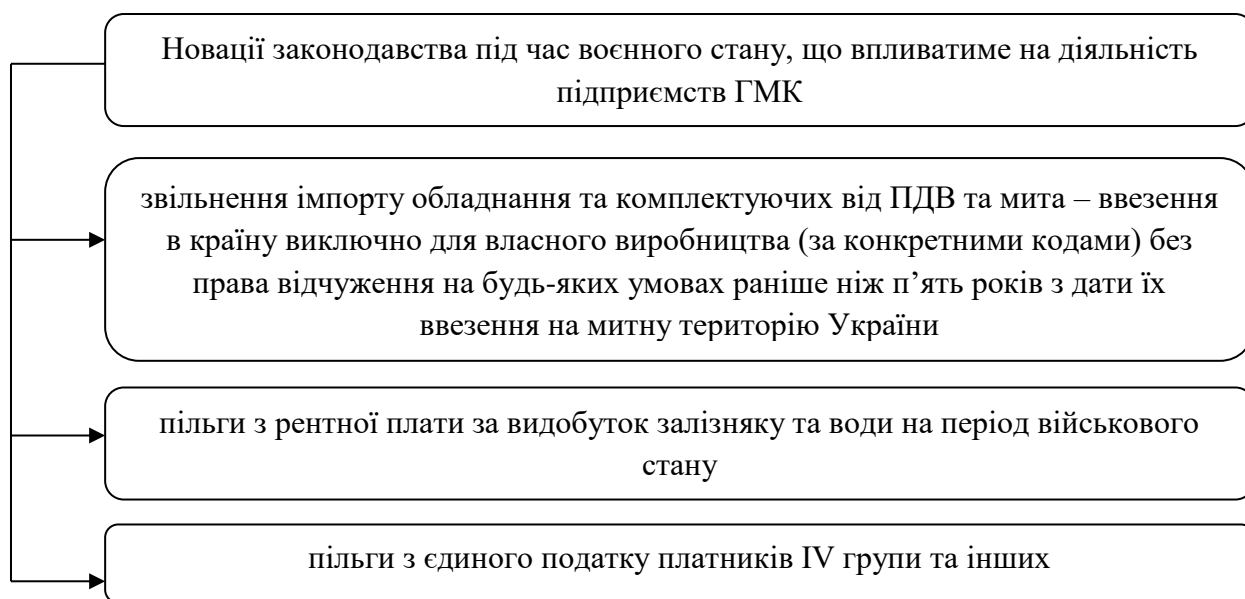 Новації законодавства під час воєнного стану, що впливатиме на діяльність
підприємств ГМК
звільнення імпорту обладнання та комплектуючих від ПДВ та мита – ввезення
в країну виключно для власного виробництва (за конкретними кодами) без
права відчуження на будь-яких умовах раніше ніж п’ять років з дати їх
ввезення на митну територію України
пільги з рентної плати за видобуток залізняку та води на період військового
стану
пільги з єдиного податку платників IV групи та інших